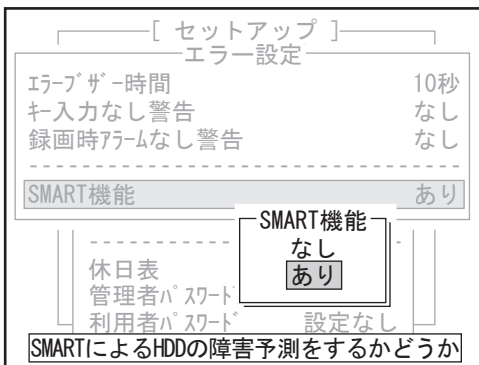 [ セットアップ ]
エラー設定
ｴﾗｰﾌﾞｻﾞｰ時間 10秒
ｷｰ入力なし警告 なし
録画時ｱﾗｰﾑなし警告 なし
SMART機能 あり
SMART機能
なし
あり
休日表
管理者ﾊﾟｽﾜｰﾄﾞ
利用者ﾊﾟｽﾜｰﾄﾞ 設定なし
SMARTによるHDDの障害予測をするかどうか